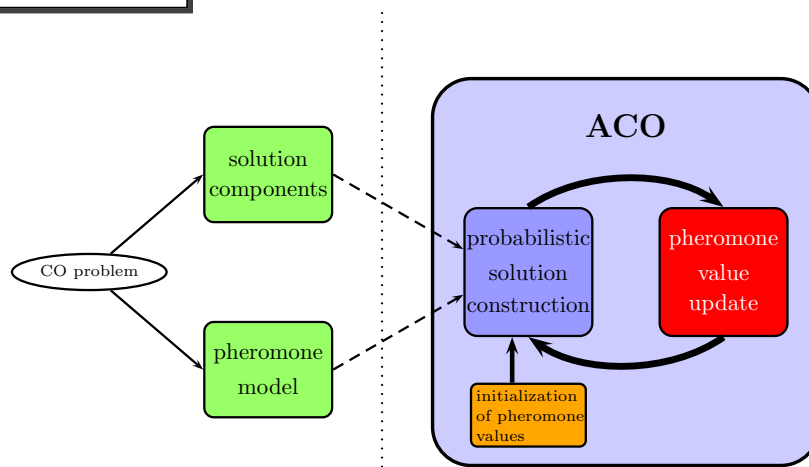 ACO
solution
components
probabilistic
solution
construction
pheromone
value
update
CO problem
pheromone
model
initialization
of pheromone
values